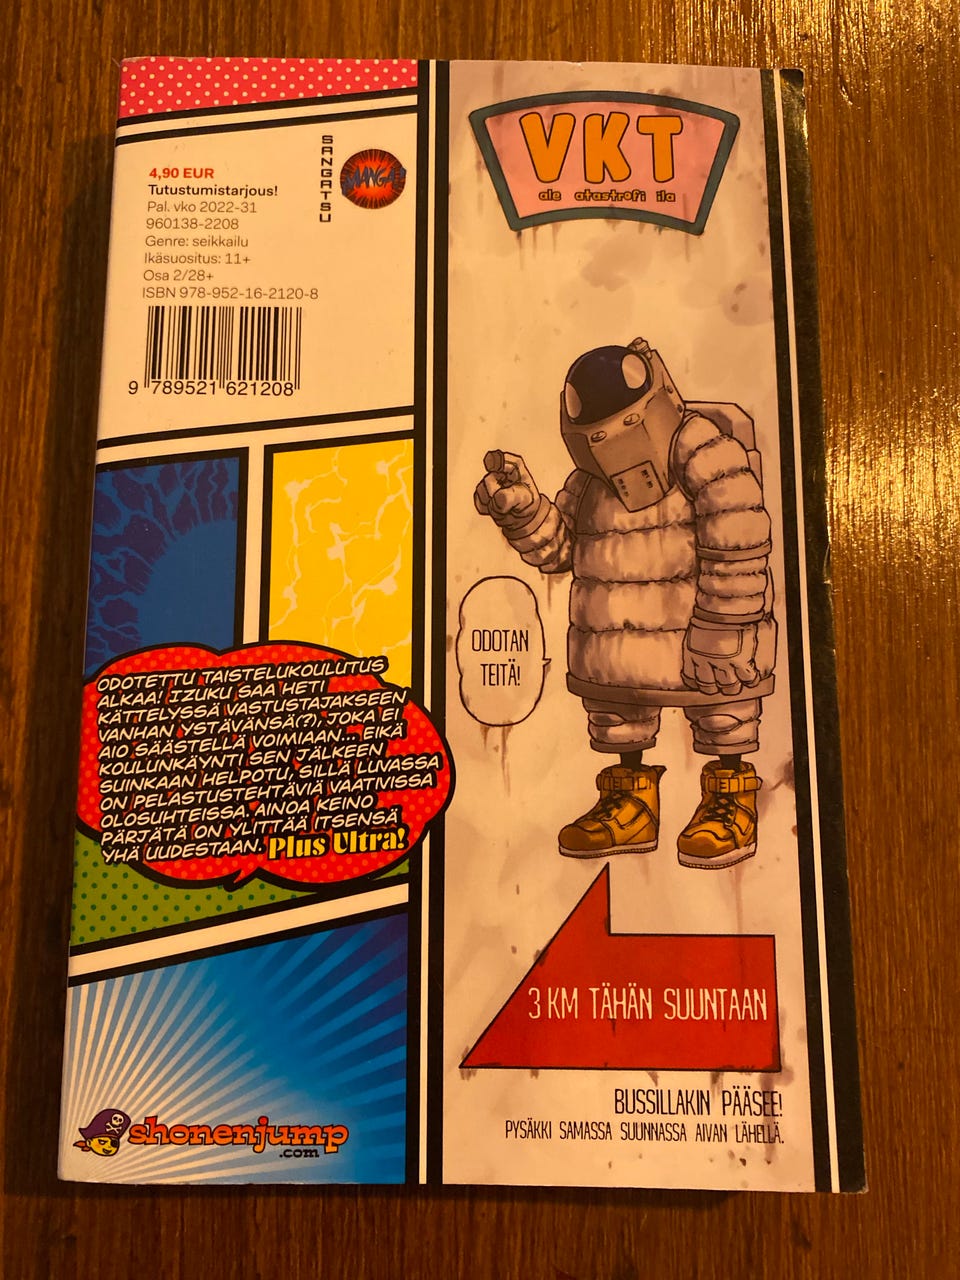 SANGATSU
MANGA!
4,90 EUR
Tutustumistarjous!
Pal. vko 2022-31
960138-2208
Genre: seikkailu
Ikäsuositus: 11+
Osa 2/28+
ISBN 978-952-16-2120-8
9 789521 621208
ODOTETTU TAISTELUKOULUTUS
ALKAA! IZUKU SAA HETI
KÄTTELYSSÄ VASTUSTAJAKSEEN
VANHAN YSTÄVÄNSÄ(?), JOKA EI
AIO SÄÄSTELLÄ VOIMIAAN... EIKÄ
KOULUNKÄYNTI SEN JÄLKEEN
SUINKAAN HELPOTU, SILLÄ LUVASSA
ON PELASTUSTEHTÄVIÄ VAATIVISSA
OLOSUHTEISSA. AINOA KEINO
PÄRJÄTÄ ON YLITTÄÄ ITSENSÄ
YHÄ UUDESTAAN. Plus Ultra!
shonenjump
.com
VKT
ale atastrofi ila
ODOTAN
TEITÄ!
3 KM TÄHÄN SUUNTAAN
BUSSILLAKIN PÄÄSEE!
PYSÄKKI SAMASSA SUUNNASSA AIVAN LÄHELLÄ.